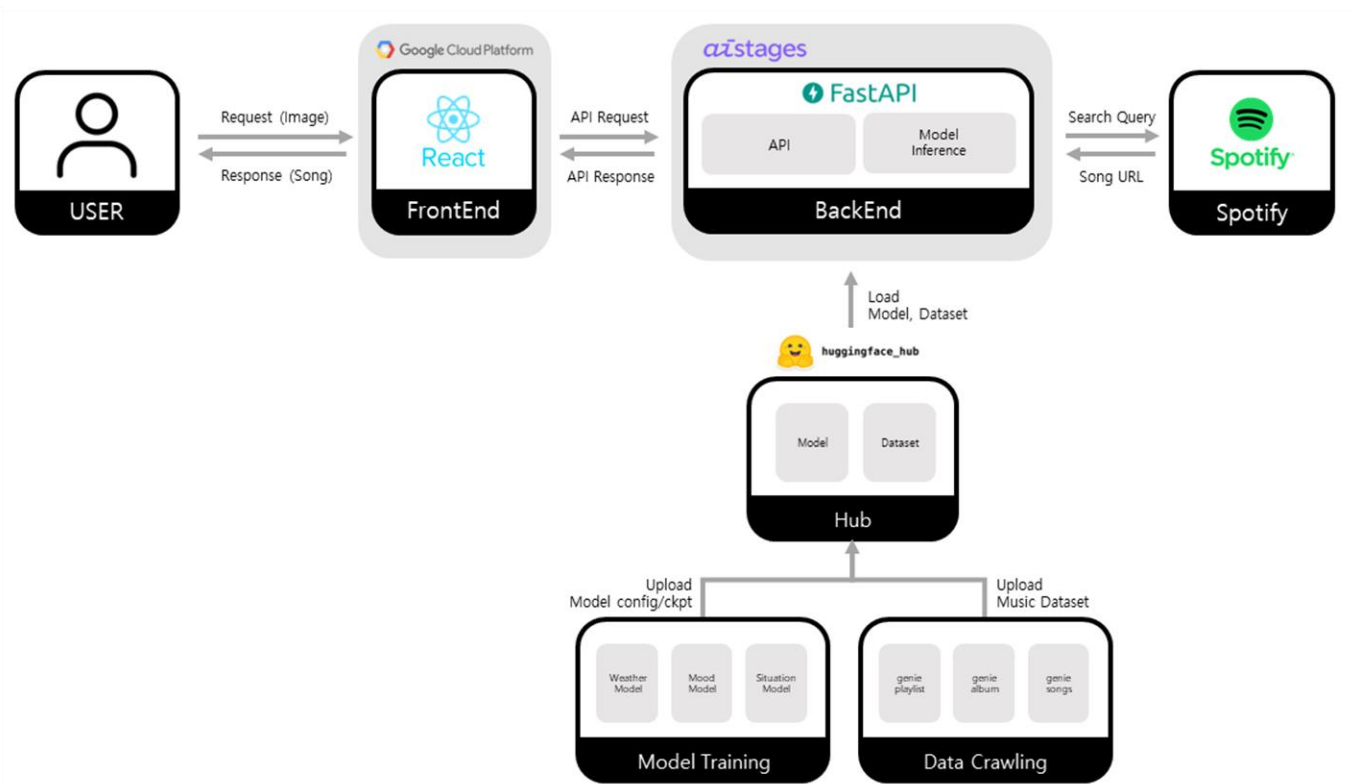 Google Cloud Platform
aistages
FastAPI
API
Model
Inference
BackEnd
React
FrontEnd
USER
Request (Image)
Response (Song)
API Request
API Response
Search Query
Song URL
Spotify
Spotify
Load
Model, Dataset
huggingface_hub
Model
Dataset
Hub
Upload
Model config/ckpt
Upload
Music Dataset
Weather
Model
Mood
Model
Situation
Model
Model Training
genie
playlist
genie
album
genie
songs
Data Crawling